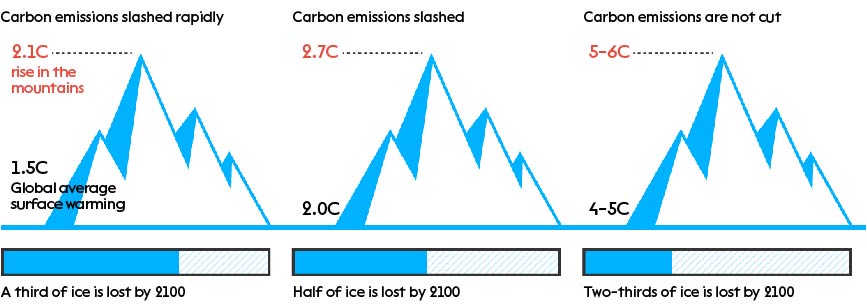 Carbon emissions slashed rapidly
2.1C
rise in the
mountains
1.5C
Global average
surface warming
A third of ice is lost by 2100
Carbon emissions slashed
2.7C
2.0C
Half of ice is lost by 2100
Carbon emissions are not cut
5-6C
4-5C
Two-thirds of ice is lost by 2100